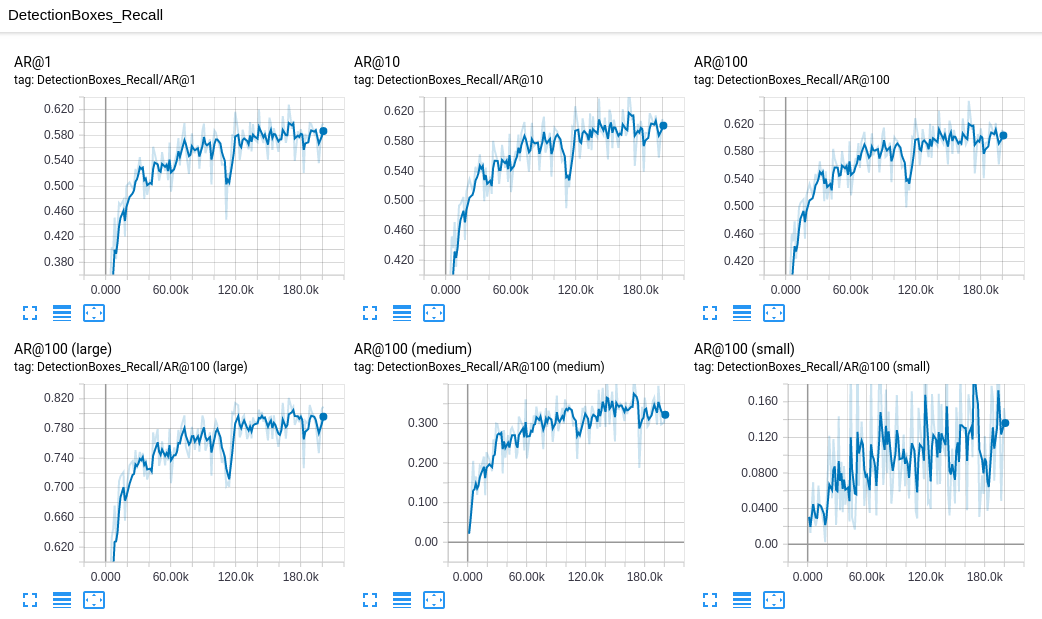 DetectionBoxes_Recall
AR@1
tag: DetectionBoxes_Recall/AR@1
0.620
0.580
0.540
0.500
0.460
0.420
0.380
0.000 60.00k 120.0k 180.0k
AR@10
tag: DetectionBoxes_Recall/AR@10
0.620
0.580
0.540
0.500
0.460
0.420
0.000 60.00k 120.0k 180.0k
AR@100
tag: DetectionBoxes_Recall/AR@100
0.620
0.580
0.540
0.500
0.460
0.420
0.000 60.00k 120.0k 180.0k
AR@100 (large)
tag: DetectionBoxes_Recall/AR@100 (large)
0.820
0.780
0.740
0.700
0.660
0.620
0.000 60.00k 120.0k 180.0k
AR@100 (medium)
tag: DetectionBoxes_Recall/AR@100 (medium)
0.300
0.200
0.100
0.00
0.000 60.00k 120.0k 180.0k
AR@100 (small)
tag: DetectionBoxes_Recall/AR@100 (small)
0.160
0.120
0.0800
0.0400
0.00
0.000 60.00k 120.0k 180.0k